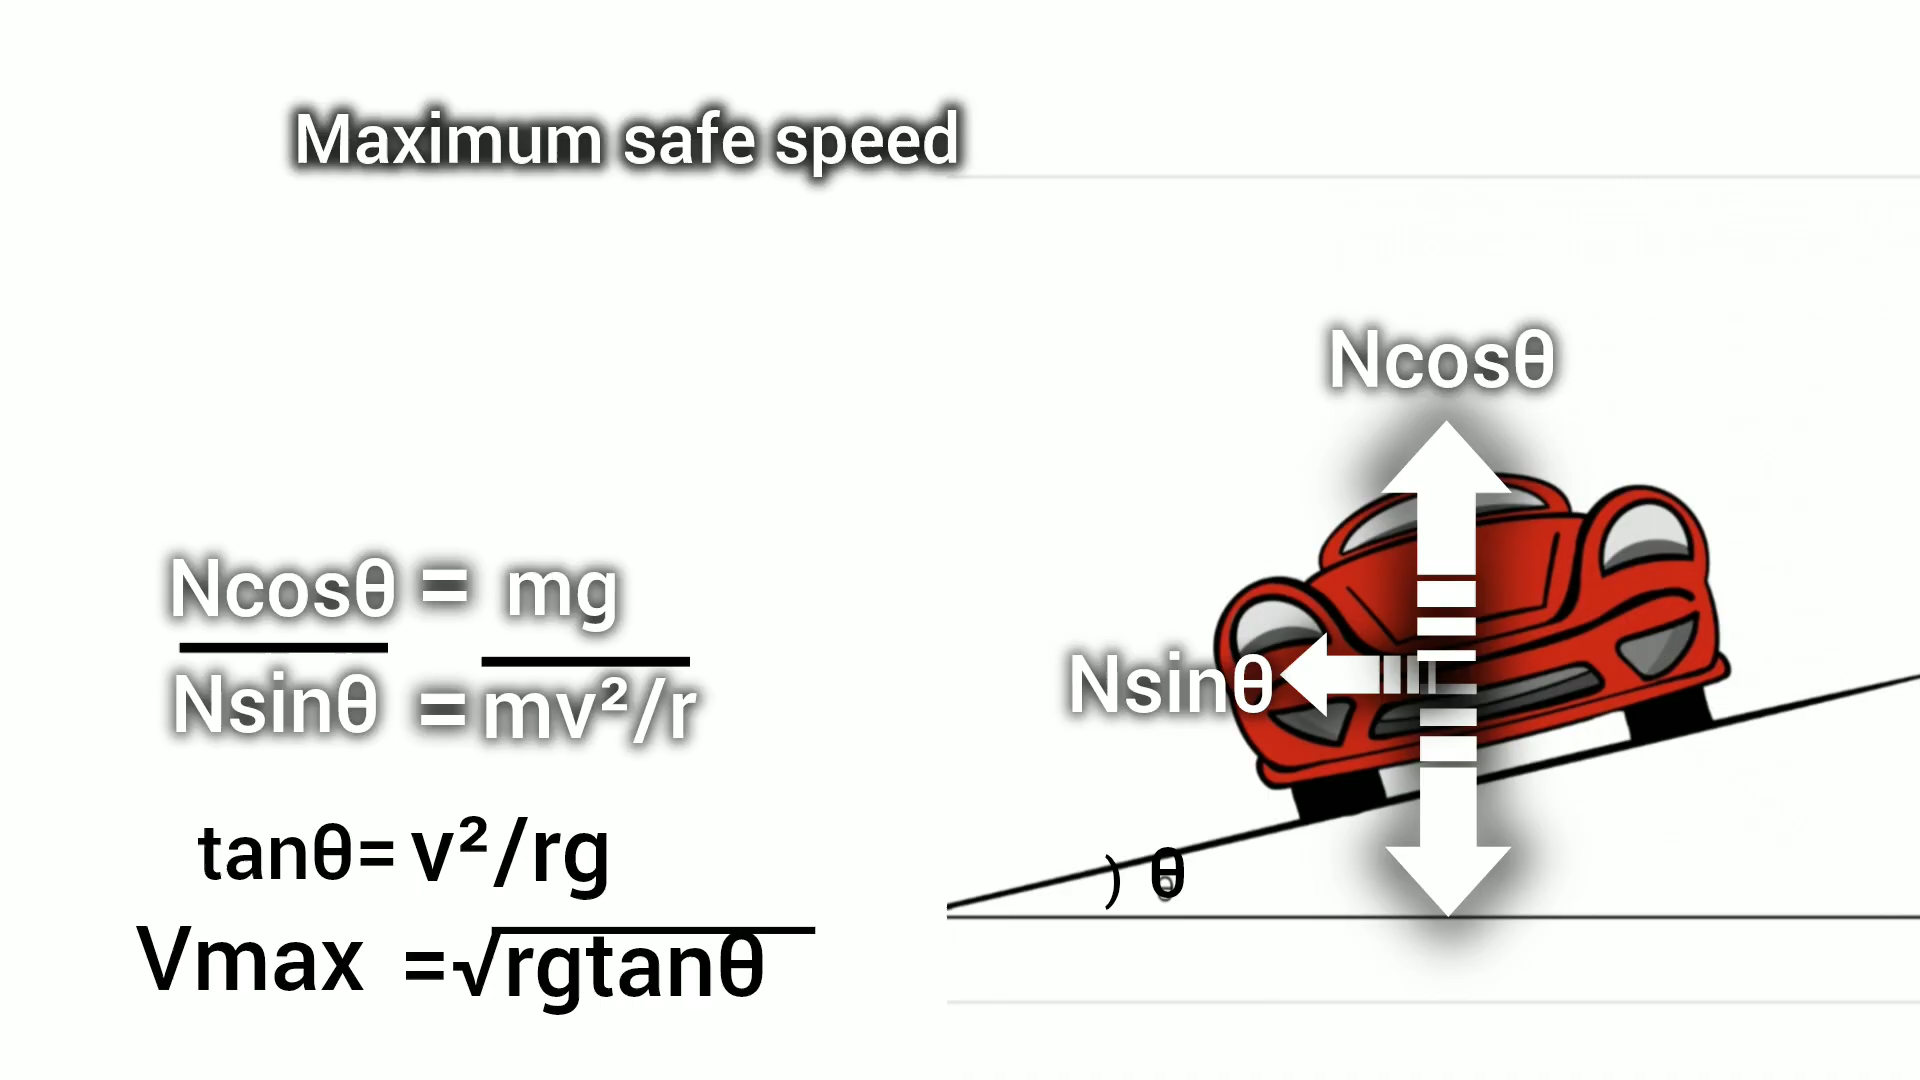 Maximum safe speed
Ncosθ
Ncosθ = mg
Nsinθ = mv²/r
Nsinθ
tanθ= v²/rg
) θ
Vmax =√rgtanθ